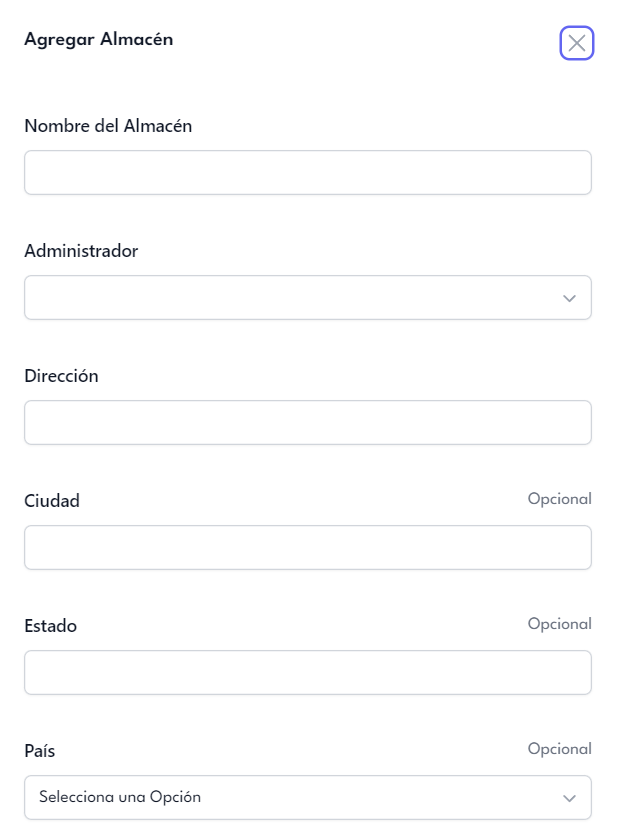 Agregar Almacén
Nombre del Almacén
Administrador
Dirección
Ciudad Opcional
Estado Opcional
País Opcional
Selecciona una Opción